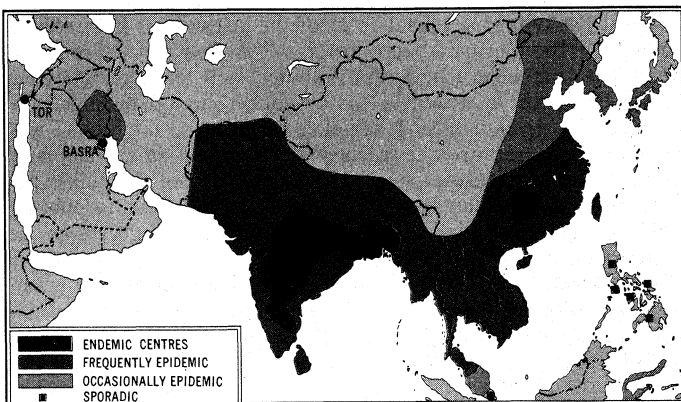 TOR
BASRA
ENDEMIC CENTRES
FREQUENTLY EPIDEMIC
OCCASIONALLY EPIDEMIC
SPORADIC